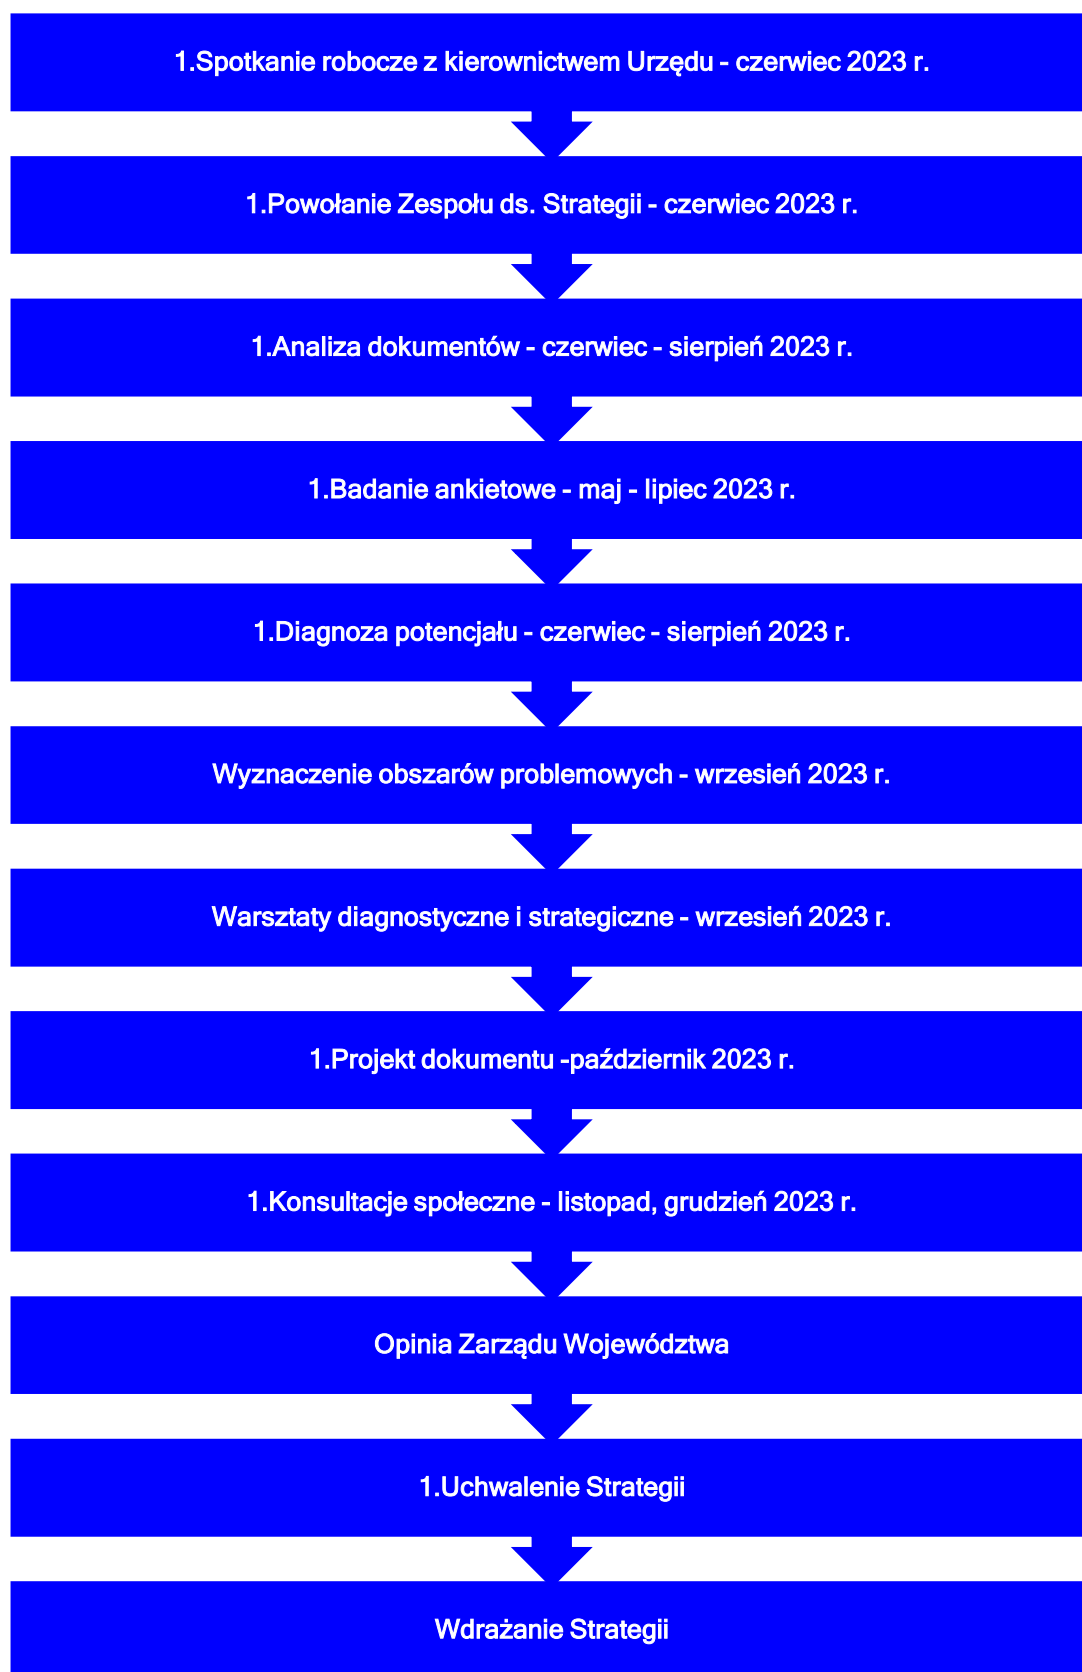 1.Spotkanie robocze z kierownictwem Urzędu - czerwiec 2023 r.
1.Powołanie Zespołu ds. Strategii - czerwiec 2023 r.
1.Analiza dokumentów - czerwiec - sierpień 2023 r.
1.Badanie ankietowe - maj - lipiec 2023 r.
1.Diagnoza potencjału - czerwiec - sierpień 2023 r.
Wyznaczenie obszarów problemowych - wrzesień 2023 r.
Warsztaty diagnostyczne i strategiczne - wrzesień 2023 r.
1.Projekt dokumentu -październik 2023 r.
1.Konsultacje społeczne - listopad, grudzień 2023 r.
Opinia Zarządu Województwa
1.Uchwalenie Strategii
Wdrażanie Strategii